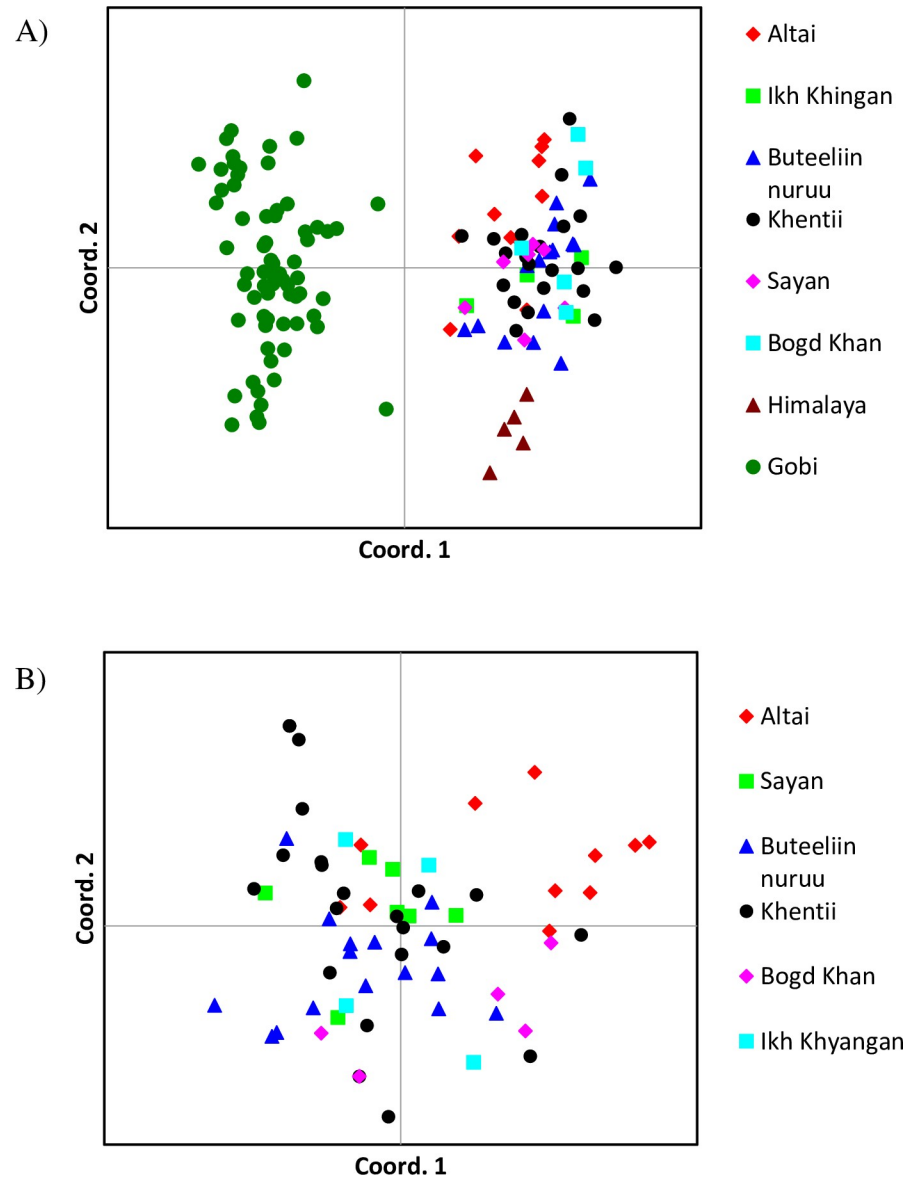 A)
Coord. 2
Coord. 1
Altai
Ikh Khingan
Buteeliin
nuruu
Khentii
Sayan
Bogd Khan
Himalaya
Gobi
B)
Coord. 2
Coord. 1
Altai
Sayan
Buteeliin
nuruu
Khentii
Bogd Khan
Ikh Khyangan